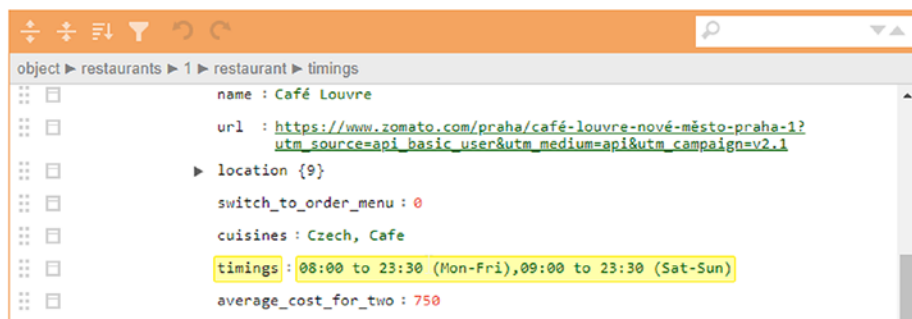 object ► restaurants ► 1 ► restaurant ► timings
name : Café Louvre
url : https://www.zomato.com/praha/café-louvre-nové-město-praha-1?
utm_source=api_basic_user&utm_medium=api&utm_campaign=v2.1
► location {9}
switch_to_order_menu : 0
cuisines : Czech, Cafe
timings : 08:00 to 23:30 (Mon-Fri),09:00 to 23:30 (Sat-Sun)
average_cost_for_two : 750